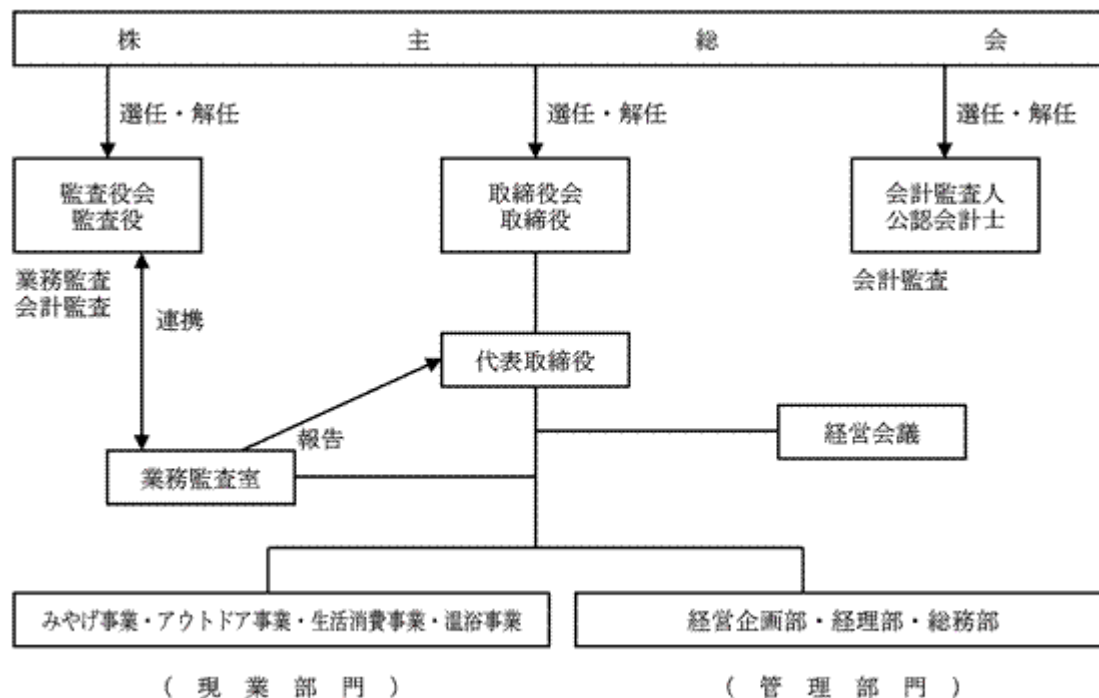 株主総会
選任・解任
選任・解任
選任・解任
監査役会
監査役
取締役会
取締役
会計監査人
公認会計士
業務監査
会計監査
会計監査
連携
代表取締役
報告
経営会議
業務監査室
みやげ事業・アウトドア事業・生活消費事業・温浴事業
経営企画部・経理部・総務部
(現業部門)
(管理部門)